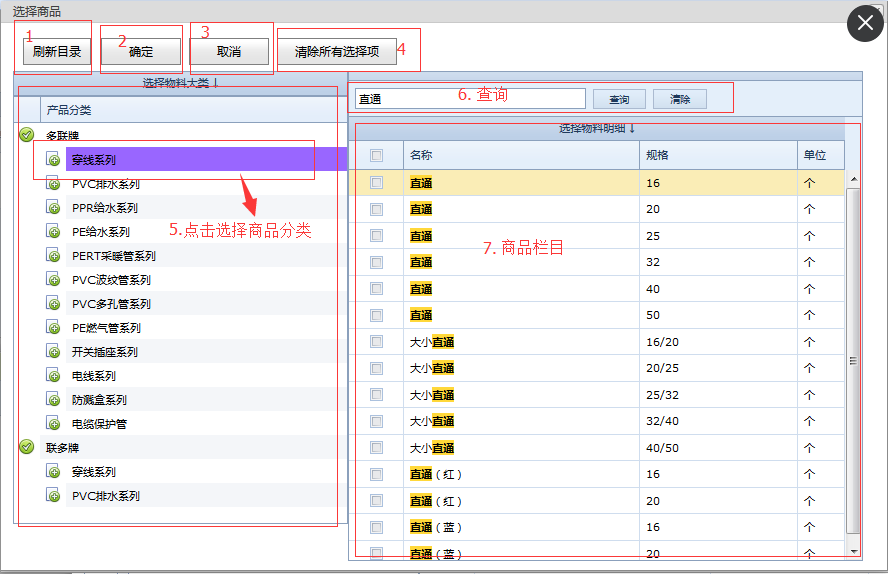 选择商品
1 刷新目录 2 确定 3 取消 清除所有选择项 4
选择物料大类↓
产品分类
多联牌
穿线系列
PVC排水系列
PPR给水系列
PE给水系列
5.点击选择商品分类
PERT采暖管系列
PVC波纹管系列
PVC多孔管系列
PE燃气管系列
开关插座系列
电线系列
防溅盒系列
电缆保护管
联多牌
穿线系列
PVC排水系列
直通 6. 查询 查询 清除
选择物料明细↓
名称 规格 单位
直通 16 个
直通 20 个
直通 25 个
7. 商品栏目
直通 32 个
直通 40 个
直通 50 个
大小直通 16/20 个
大小直通 20/25 个
大小直通 25/32 个
大小直通 32/40 个
大小直通 40/50 个
直通（红） 16 个
直通（红） 20 个
直通（蓝） 16 个
直通（蓝） 20 个